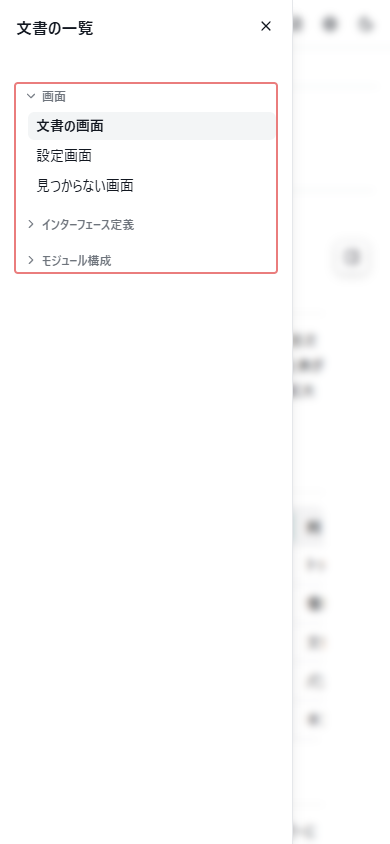 文書の一覧
画面
文書の画面
設定画面
見つからない画面
インターフェース定義
モジュール構成